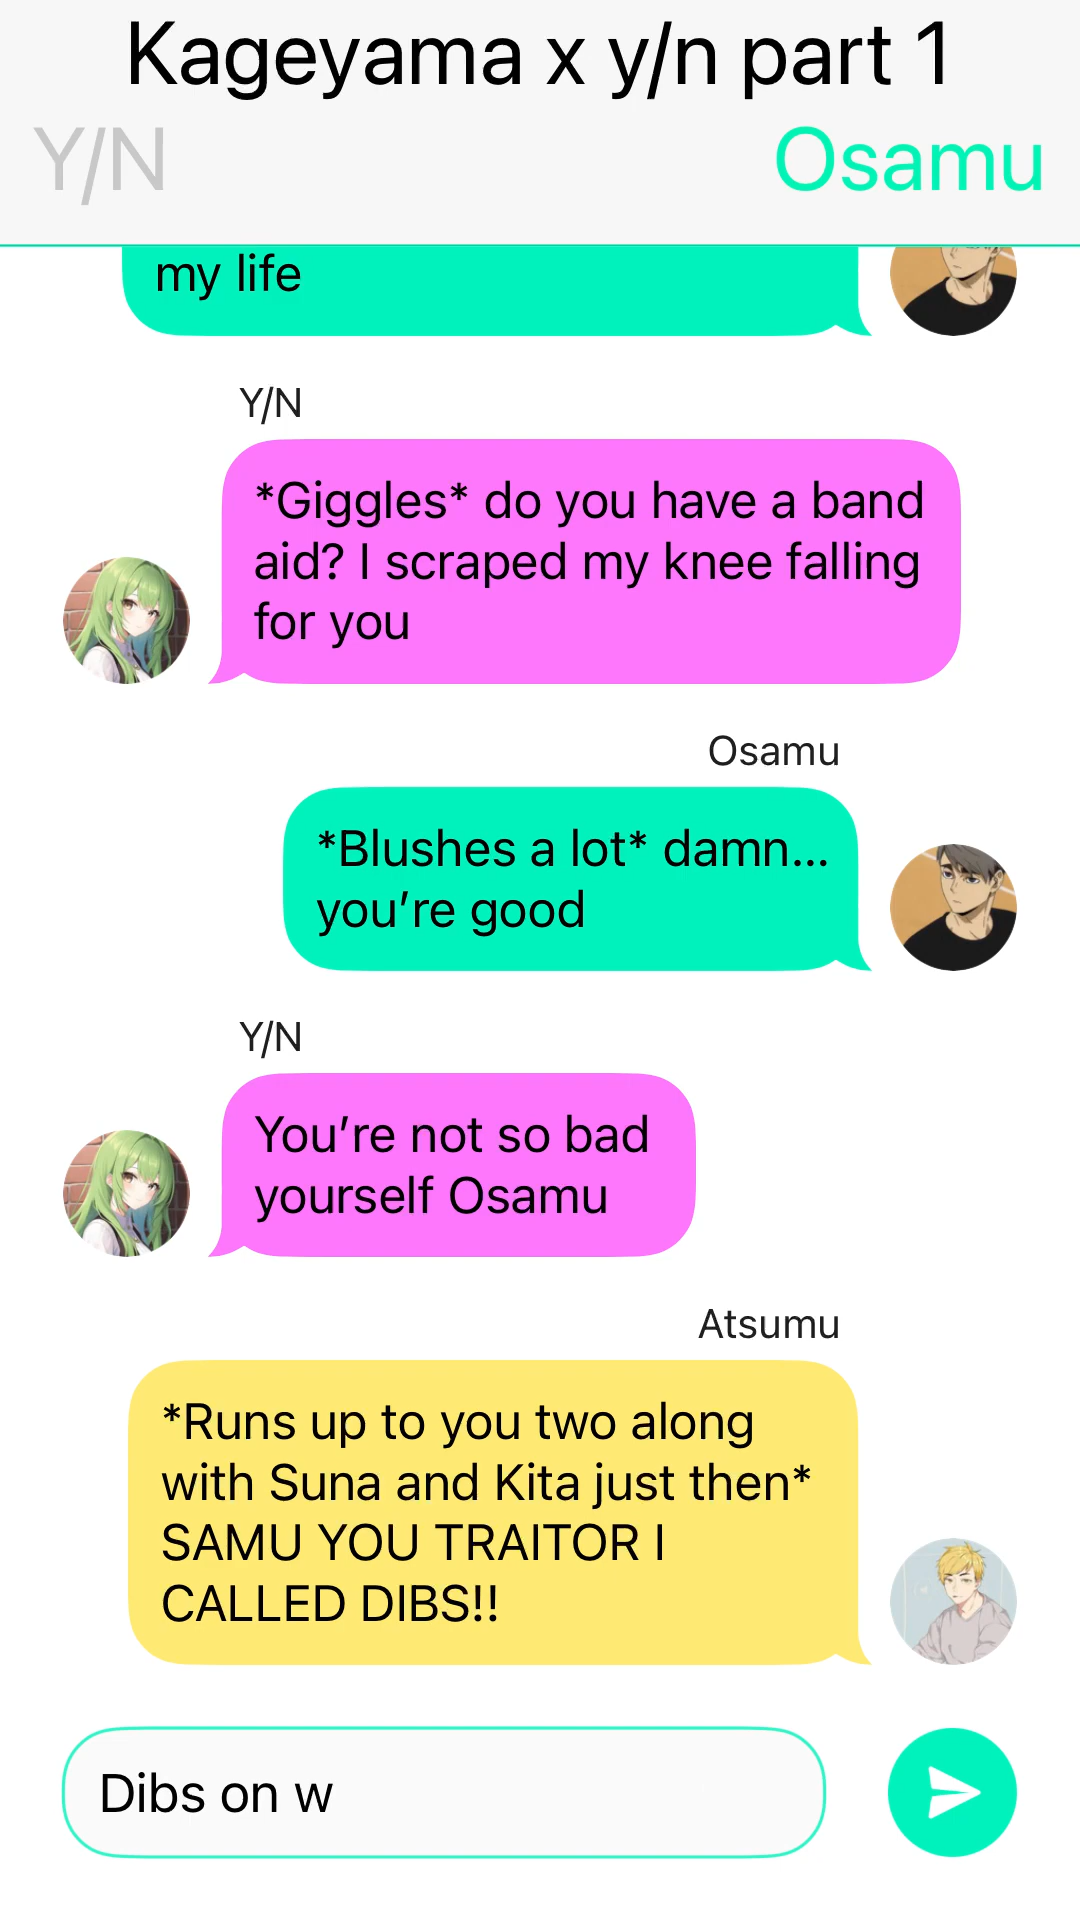 Kageyama x y/n part 1
Y/N
Osamu
my life
Y/N
*Giggles* do you have a band
aid? I scraped my knee falling
for you
Osamu
*Blushes a lot* damn...
you’re good
Y/N
You’re not so bad
yourself Osamu
Atsumu
*Runs up to you two along
with Suna and Kita just then*
SAMU YOU TRAITOR I
CALLED DIBS!!
Dibs on w